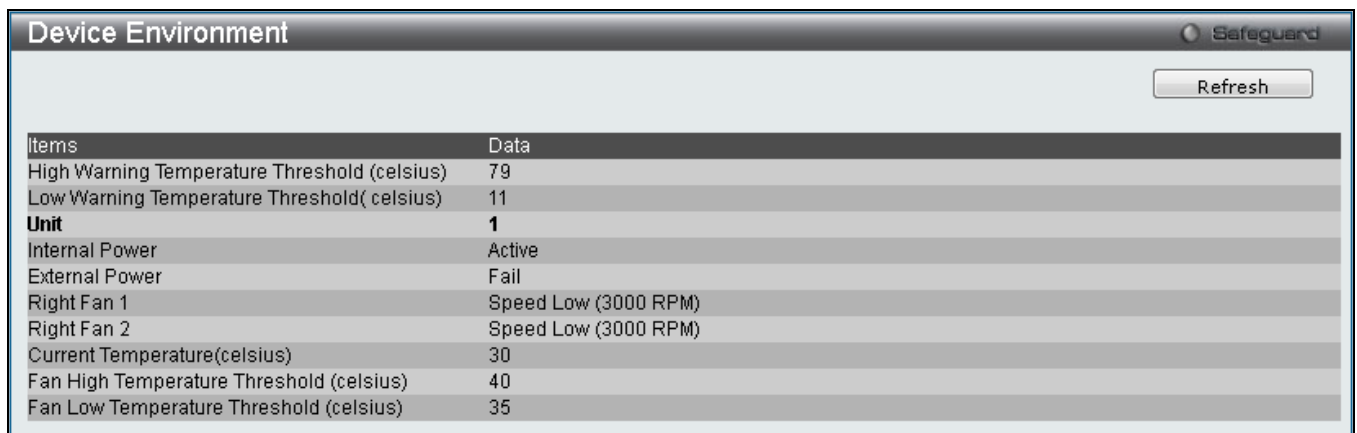 Device Environment
Safeguard
Refresh
Items Data
High Warning Temperature Threshold (celsius) 79
Low Warning Temperature Threshold( celsius) 11
Unit 1
Internal Power Active
External Power Fail
Right Fan 1 Speed Low (3000 RPM)
Right Fan 2 Speed Low (3000 RPM)
Current Temperature(celsius) 30
Fan High Temperature Threshold (celsius) 40
Fan Low Temperature Threshold (celsius) 35